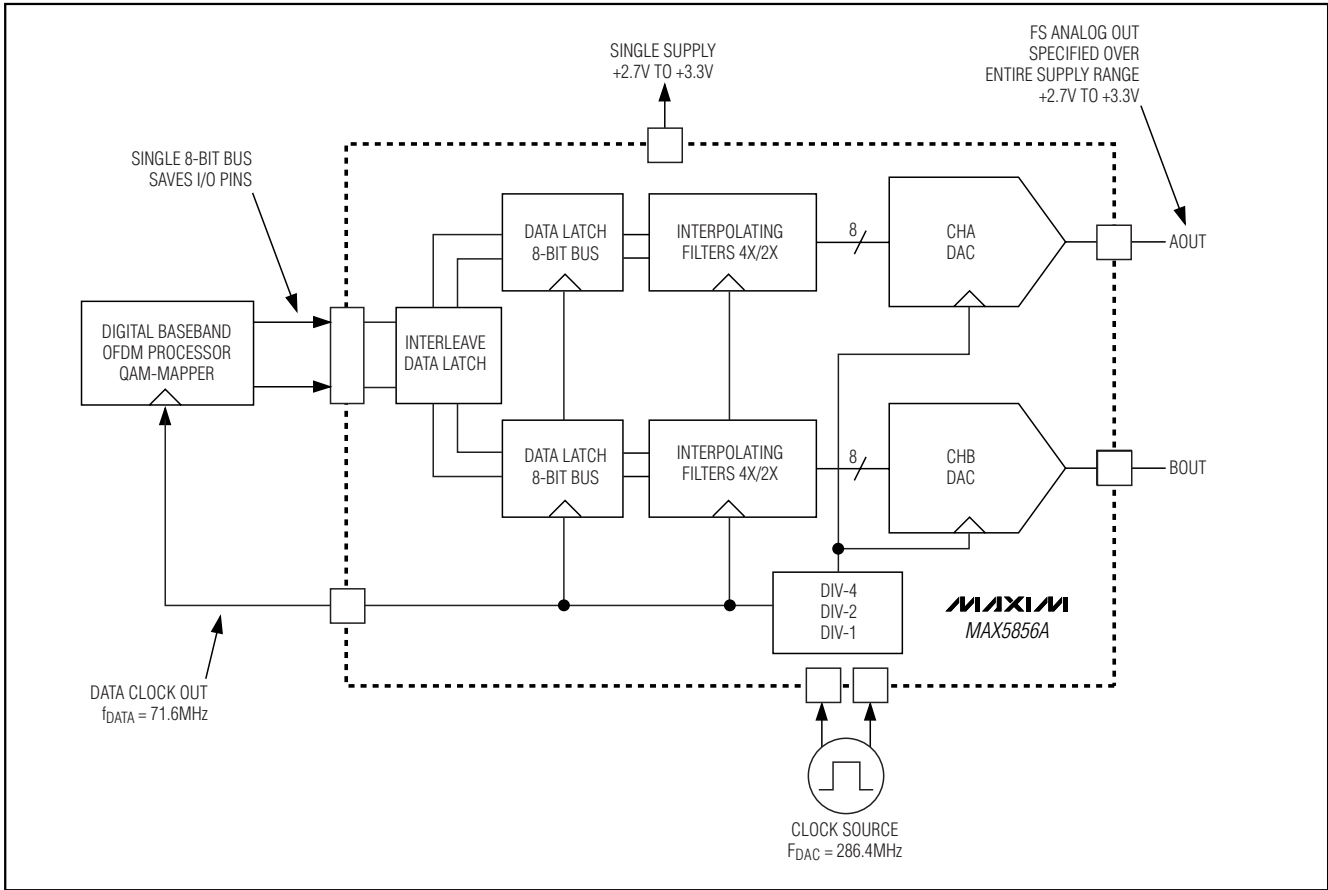 SINGLE SUPPLY
+2.7V TO +3.3V
FS ANALOG OUT
SPECIFIED OVER
ENTIRE SUPPLY RANGE
+2.7V TO +3.3V
SINGLE 8-BIT BUS
SAVES I/O PINS
DATA LATCH
8-BIT BUS
INTERPOLATING
FILTERS 4X/2X
8
CHA
DAC
AOUT
DIGITAL BASEBAND
OFDM PROCESSOR
QAM-MAPPER
INTERLEAVE
DATA LATCH
DATA LATCH
8-BIT BUS
INTERPOLATING
FILTERS 4X/2X
8
CHB
DAC
BOUT
DIV-4
DIV-2
DIV-1
MAXIM
MAX5856A
DATA CLOCK OUT
fDATA = 71.6MHz
CLOCK SOURCE
FDAC = 286.4MHz